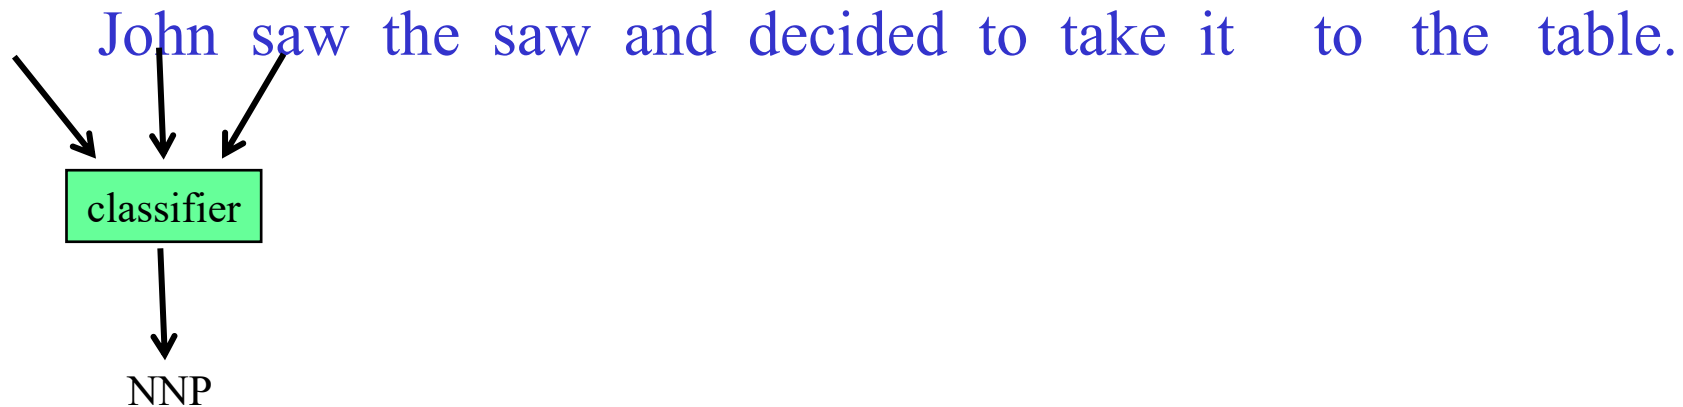 John saw the saw and decided to take it to the table.
classifier
NNP